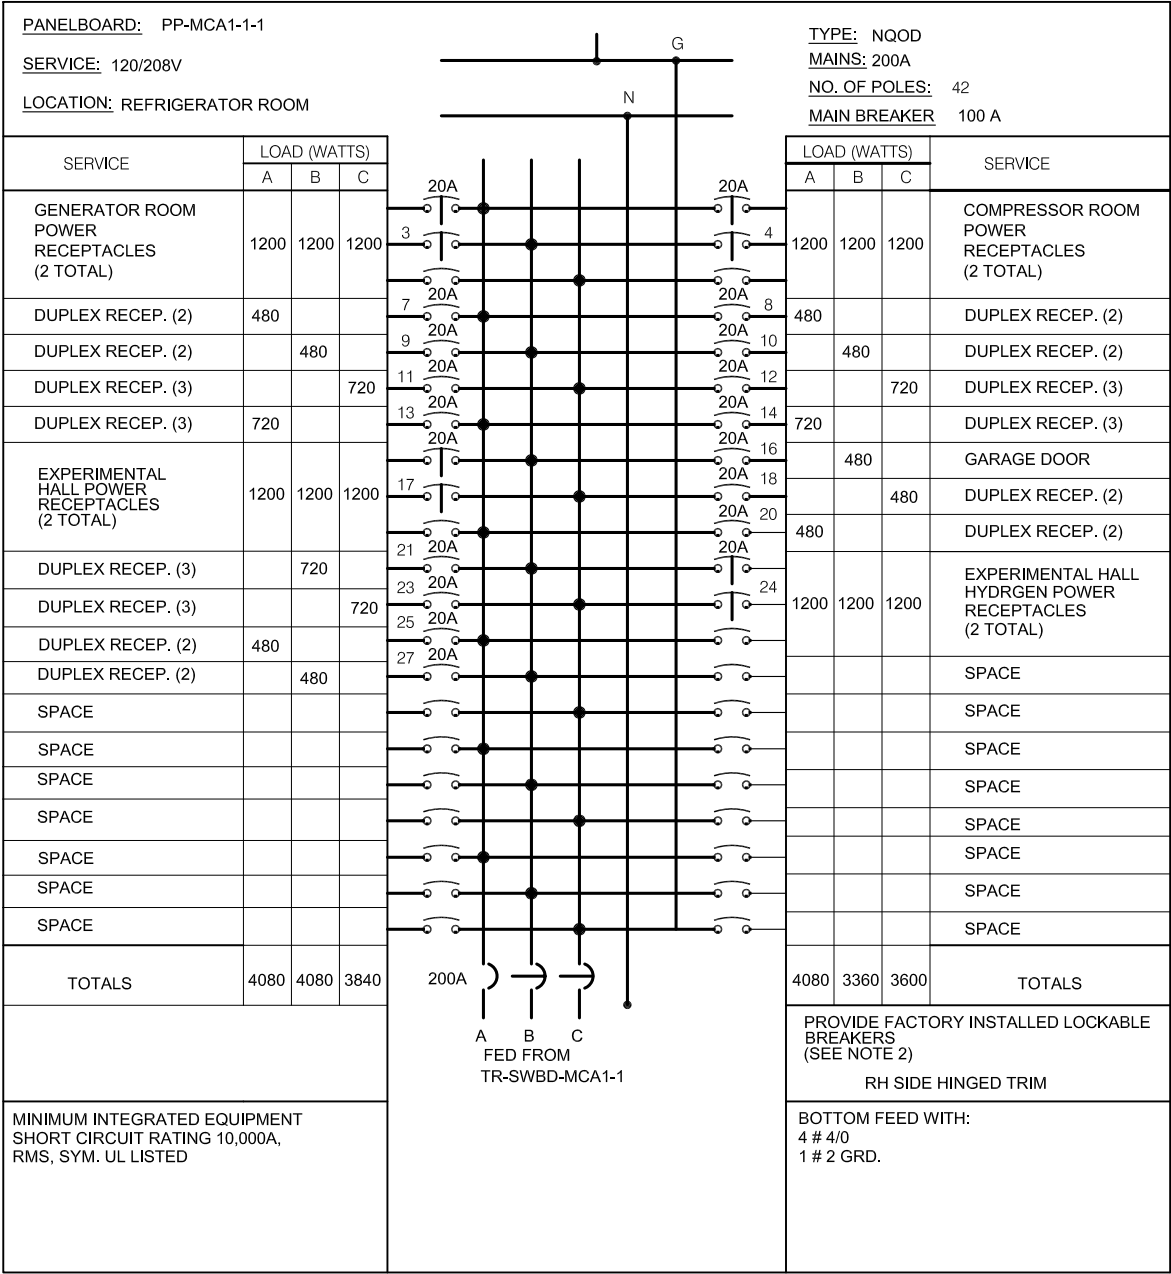 PANELBOARD: PP-MCA1-1-1
SERVICE: 120/208V
LOCATION: REFRIGERATOR ROOM
G
N
TYPE: NQOD
MAINS: 200A
NO. OF POLES: 42
MAIN BREAKER 100 A
SERVICE
LOAD (WATTS)
A B C
LOAD (WATTS)
A B C
SERVICE
GENERATOR ROOM
POWER
RECEPTACLES
(2 TOTAL)
1200 1200 1200
20A
3
20A
4
1200 1200 1200
COMPRESSOR ROOM
POWER
RECEPTACLES
(2 TOTAL)
DUPLEX RECEP. (2) 480 7 20A 20A 8 480 DUPLEX RECEP. (2)
DUPLEX RECEP. (2) 480 9 20A 20A 10 480 DUPLEX RECEP. (2)
DUPLEX RECEP. (3) 720 11 20A 20A 12 720 DUPLEX RECEP. (3)
DUPLEX RECEP. (3) 720 13 20A 20A 14 720 DUPLEX RECEP. (3)
EXPERIMENTAL
HALL POWER
RECEPTACLES
(2 TOTAL)
1200 1200 1200
20A
17
16 480 GARAGE DOOR
20A 18 480 DUPLEX RECEP. (2)
20A 20 480 DUPLEX RECEP. (2)
DUPLEX RECEP. (3) 720 21 20A
DUPLEX RECEP. (3) 720 23 20A
DUPLEX RECEP. (2) 480 25 20A
DUPLEX RECEP. (2) 480 27 20A
20A
24
1200 1200 1200
EXPERIMENTAL HALL
HYDRGEN POWER
RECEPTACLES
(2 TOTAL)
SPACE
SPACE SPACE
SPACE SPACE
SPACE SPACE
SPACE SPACE
SPACE SPACE
SPACE SPACE
SPACE SPACE
TOTALS 4080 4080 3840
200A
4080 3360 3600 TOTALS
A B C
FED FROM
TR-SWBD-MCA1-1
PROVIDE FACTORY INSTALLED LOCKABLE
BREAKERS
(SEE NOTE 2)
RH SIDE HINGED TRIM
MINIMUM INTEGRATED EQUIPMENT
SHORT CIRCUIT RATING 10,000A,
RMS, SYM. UL LISTED
BOTTOM FEED WITH:
4 # 4/0
1 # 2 GRD.